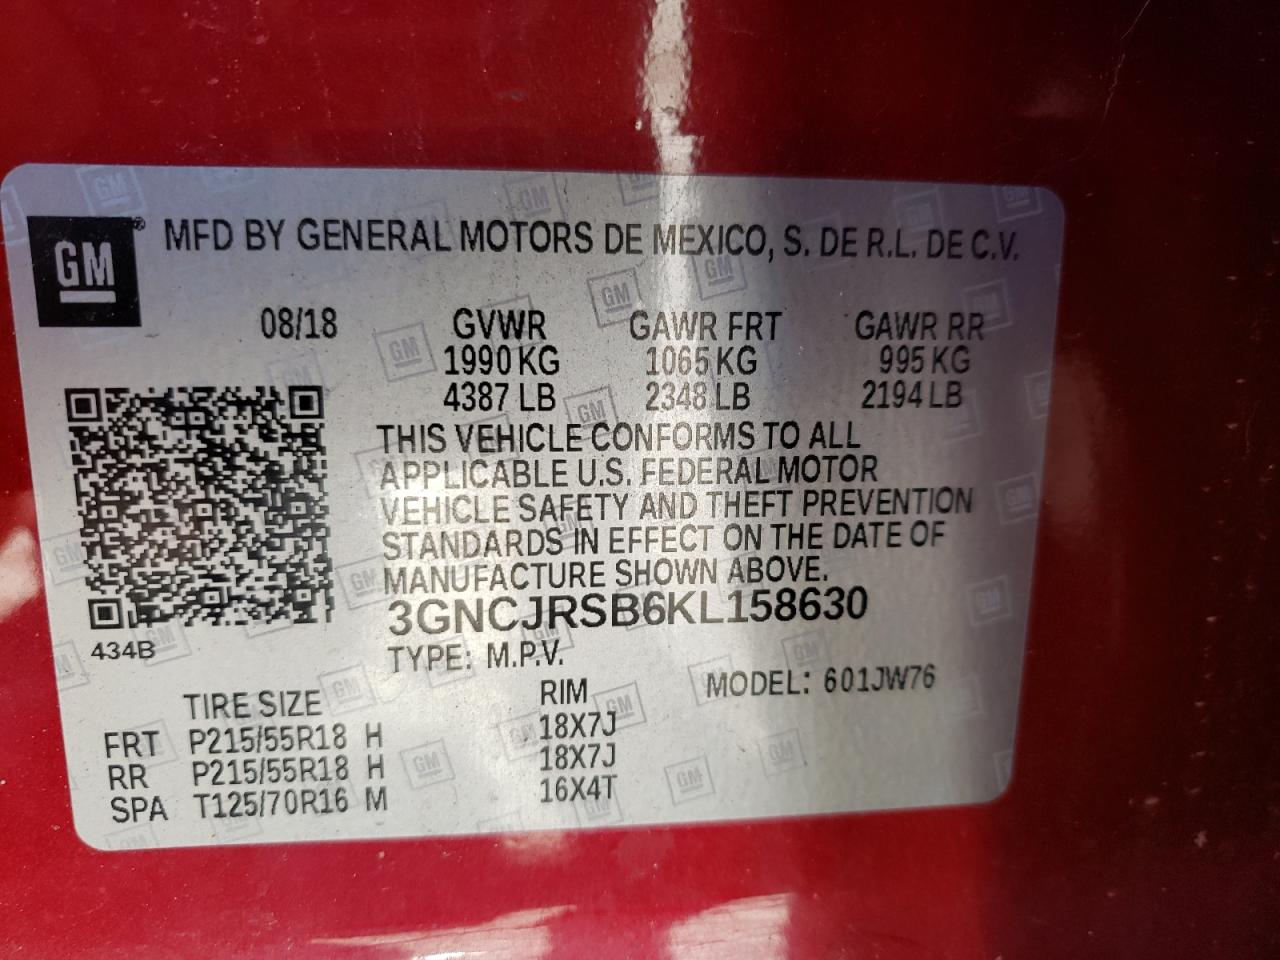 GM® MFD BY GENERAL MOTORS DE MEXICO, S. DE R.L. DE C.V.
08/18 GVWR GAWR FRT GAWR RR
1990 KG 1065 KG 995 KG
4387 LB 2348 LB 2194 LB
THIS VEHICLE CONFORMS TO ALL
APPLICABLE U.S. FEDERAL MOTOR
VEHICLE SAFETY AND THEFT PREVENTION
STANDARDS IN EFFECT ON THE DATE OF
MANUFACTURE SHOWN ABOVE.
3GNCJRSB6KL158630
434B
TYPE: M.P.V. MODEL: 601JW76
TIRE SIZE RIM
FRT P215/55R18 H 18X7J
RR P215/55R18 H 18X7J
SPA T125/70R16 M 16X4T